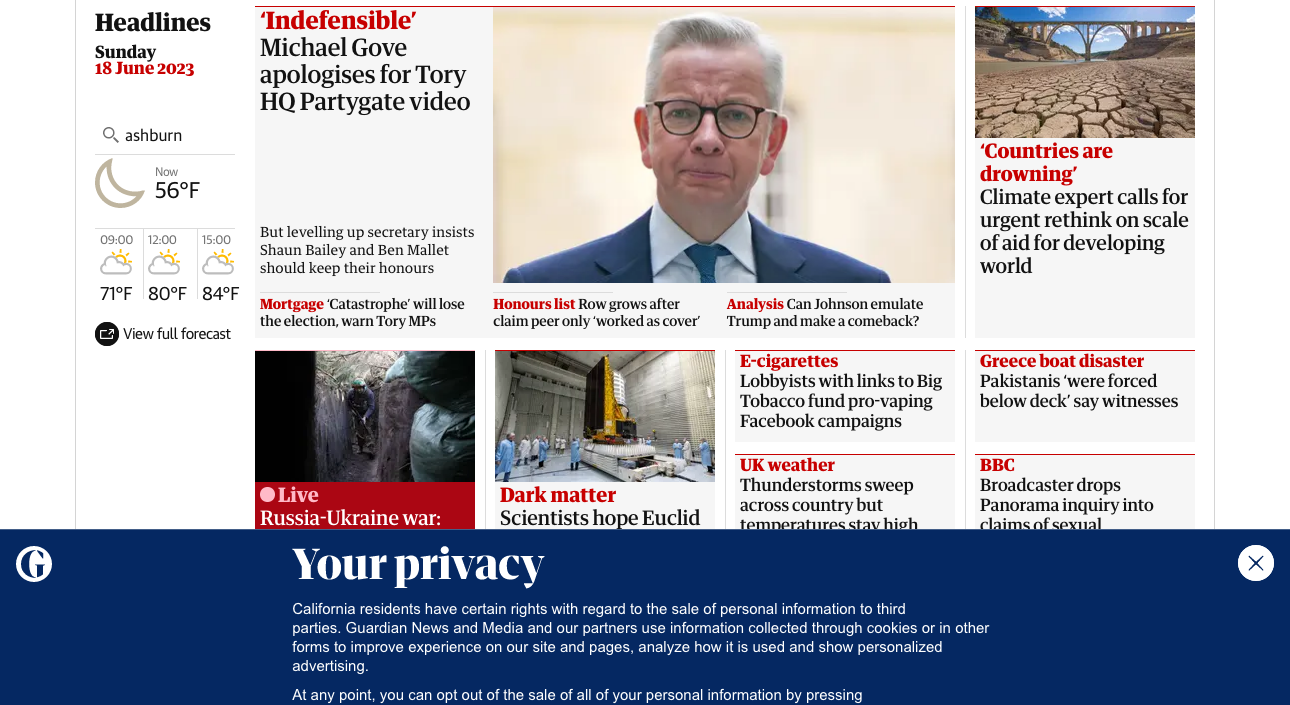 Headlines
Sunday
18 June 2023
ashburn
Now
56°F
09:00
71°F
12:00
80°F
15:00
84°F
View full forecast
‘Indefensible’
Michael Gove
apologises for Tory
HQ Partygate video
But levelling up secretary insists
Shaun Bailey and Ben Mallet
should keep their honours
Mortgage ‘Catastrophe’ will lose
the election, warn Tory MPs
Honours list Row grows after
claim peer only ‘worked as cover’
Analysis Can Johnson emulate
Trump and make a comeback?
‘Countries are
drowning’
Climate expert calls for
urgent rethink on scale
of aid for developing
world
Live
Russia-Ukraine war:
Dark matter
Scientists hope Euclid
E-cigarettes
Lobbyists with links to Big
Tobacco fund pro-vaping
Facebook campaigns
UK weather
Thunderstorms sweep
across country but
temperatures stay high
Greece boat disaster
Pakistanis ‘were forced
below deck’ say witnesses
BBC
Broadcaster drops
Panorama inquiry into
claims of sexual
G
Your privacy
California residents have certain rights with regard to the sale of personal information to third
parties. Guardian News and Media and our partners use information collected through cookies or in other
forms to improve experience on our site and pages, analyze how it is used and show personalized
advertising.
At any point, you can opt out of the sale of all of your personal information by pressing